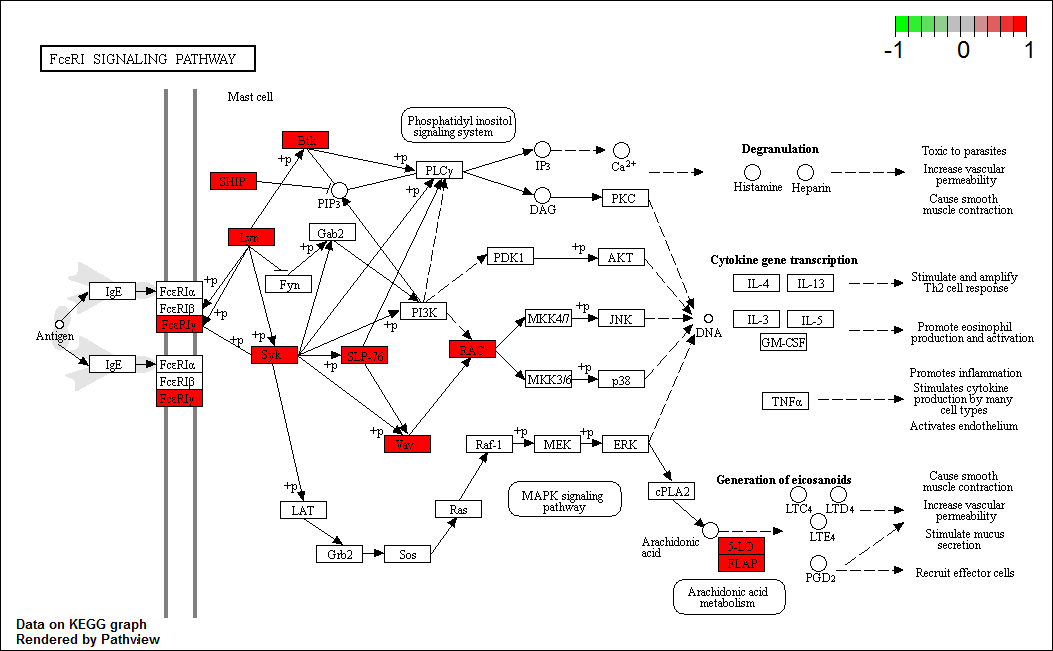 -1 0 1
FcεRI SIGNALING PATHWAY
Mast cell
Phosphatidyl inositol
signaling system
Btk
+p
+p
PLCγ
+p
IP3
Ca2+
DAG
PKC
SHIP
PIP3
Degranulation
Histamine
Heparin
Toxic to parasites
Increase vascular
permeability
Cause smooth
muscle contraction
Lyn
Gab2
+p
Fyn
PDK1
+p
AKT
Cytokine gene transcription
IL-4
IL-13
IL-3
IL-5
GM-CSF
TNFα
Stimulate and amplify
Th2 cell response
Promote eosinophil
production and activation
Promotes inflammation
Stimulates cytokine
production by many
cell types
Activates endothelium
Antigen
IgE
FcεRIα
FcεRIβ
FcεRIγ
+p
+p
IgE
FcεRIα
FcεRIβ
FcεRIγ
+p
Syk
+p
SLP-76
+p
PI3K
RAC
MKK4/7
+p
JNK
MKK3/6
+p
p38
DNA
+p
Vav
Raf-1
+p
MEK
+p
ERK
+p
LAT
Grb2
Sos
Ras
MAPK signaling
pathway
cPLA2
Arachidonic
acid
5-LO
FLAP
Arachidonic acid
metabolism
Generation of eicosanoids
LTC4
LTD4
LTE4
PGD2
Cause smooth
muscle contraction
Increase vascular
permeability
Stimulate mucus
secretion
Recruit effector cells
Data on KEGG graph
Rendered by Pathview